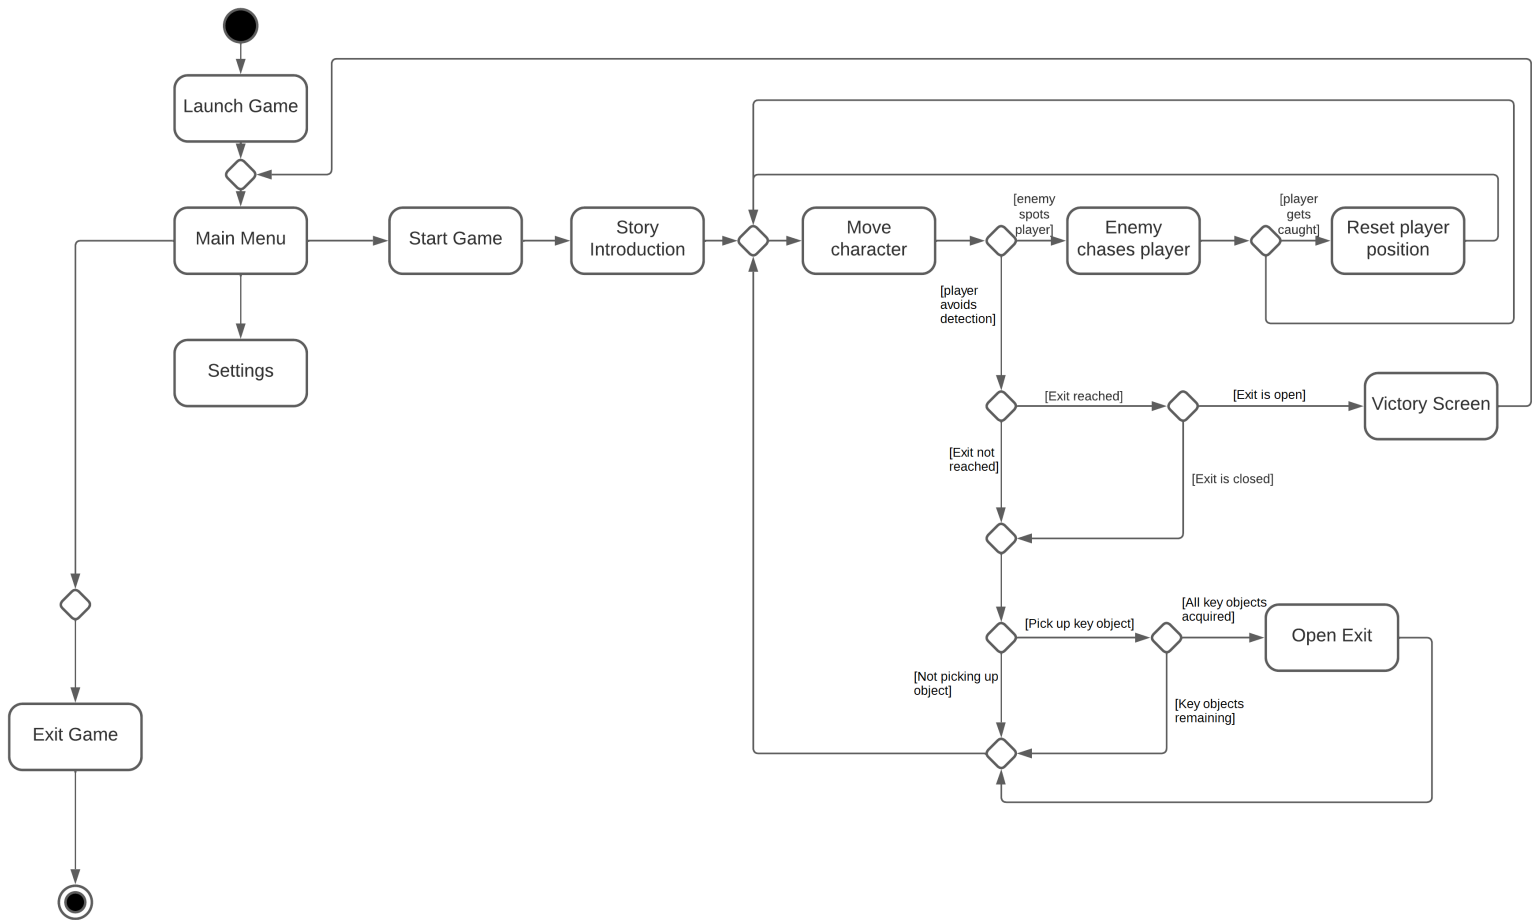 Launch Game
Main Menu
Start Game
Story
Introduction
Move
character
[enemy
spots
player]
Enemy
chases player
[player
gets
caught]
Reset player
position
[player
avoids
detection]
Settings
[Exit reached]
[Exit is open]
Victory Screen
[Exit not
reached]
[Exit is closed]
[Pick up key object]
[All key objects
acquired]
Open Exit
[Not picking up
object]
[Key objects
remaining]
Exit Game